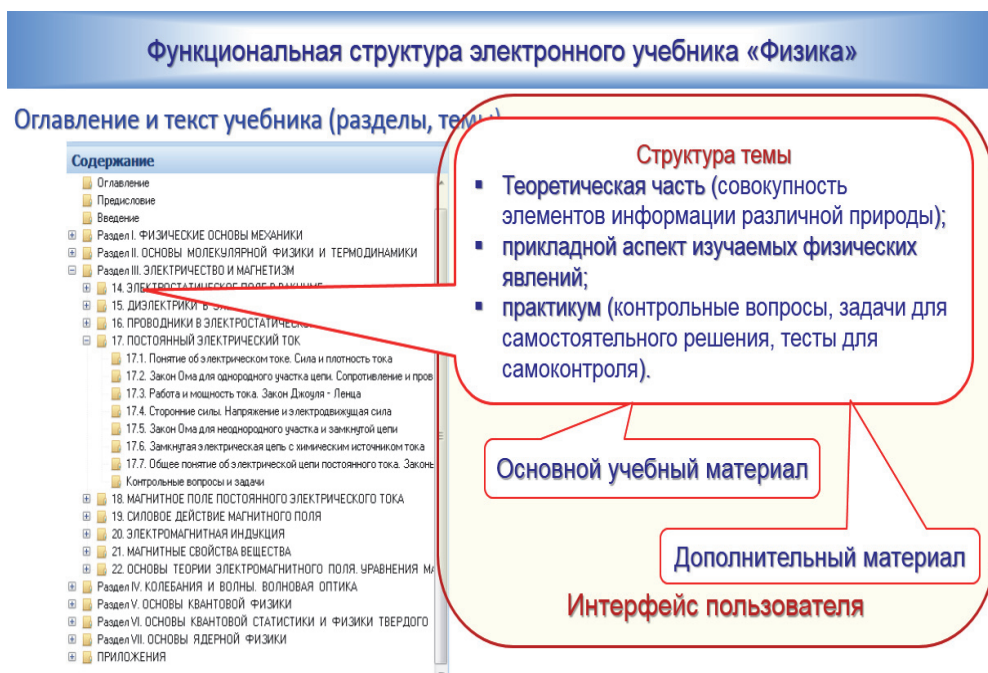 Функциональная структура электронного учебника «Физика»
Оглавление и текст учебника (разделы, темы)
Содержание
Оглавление
Предисловие
Введение
Раздел I. ФИЗИЧЕСКИЕ ОСНОВЫ МЕХАНИКИ
Раздел II. ОСНОВЫ МОЛЕКУЛЯРНОЙ ФИЗИКИ И ТЕРМОДИНАМИКИ
Раздел III. ЭЛЕКТРИЧЕСТВО И МАГНЕТИЗМ
14. ЭЛЕКТРОСТАТИЧЕСКОЕ ПОЛЕ В ВАКУУМЕ
15. ДИЭЛЕКТРИКИ В
16. ПРОВОДНИКИ В ЭЛЕКТРОСТАТИЧЕСКО
17. ПОСТОЯННЫЙ ЭЛЕКТРИЧЕСКИЙ ТОК
17.1. Понятие об электрическом токе. Сила и плотность тока
17.2. Закон Ома для однородного участка цепи. Сопротивление и пров
17.3. Работа и мощность тока. Закон Джоуля - Ленца
17.4. Сторонние силы. Напряжение и электродвижущая сила
17.5. Закон Ома для неоднородного участка и замкнутой цепи
17.6. Замкнутая электрическая цепь с химическим источником тока
17.7. Общее понятие об электрической цепи постоянного тока. Законы
Контрольные вопросы и задачи
18. МАГНИТНОЕ ПОЛЕ ПОСТОЯННОГО ЭЛЕКТРИЧЕСКОГО ТОКА
19. СИЛОВОЕ ДЕЙСТВИЕ МАГНИТНОГО ПОЛЯ
20. ЭЛЕКТРОМАГНИТНАЯ ИНДУКЦИЯ
21. МАГНИТНЫЕ СВОЙСТВА ВЕЩЕСТВА
22. ОСНОВЫ ТЕОРИИ ЭЛЕКТРОМАГНИТНОГО ПОЛЯ. УРАВНЕНИЯ МА
Раздел IV. КОЛЕБАНИЯ И ВОЛНЫ. ВОЛНОВАЯ ОПТИКА
Раздел V. ОСНОВЫ КВАНТОВОЙ ФИЗИКИ
Раздел VI. ОСНОВЫ КВАНТОВОЙ СТАТИСТИКИ И ФИЗИКИ ТВЕРДОГО
Раздел VII. ОСНОВЫ ЯДЕРНОЙ ФИЗИКИ
ПРИЛОЖЕНИЯ
Структура темы
▪ Теоретическая часть (совокупность
элементов информации различной природы);
▪ прикладной аспект изучаемых физических
явлений;
▪ практикум (контрольные вопросы, задачи для
самостоятельного решения, тесты для
самоконтроля).
Основной учебный материал
Дополнительный материал
Интерфейс пользователя